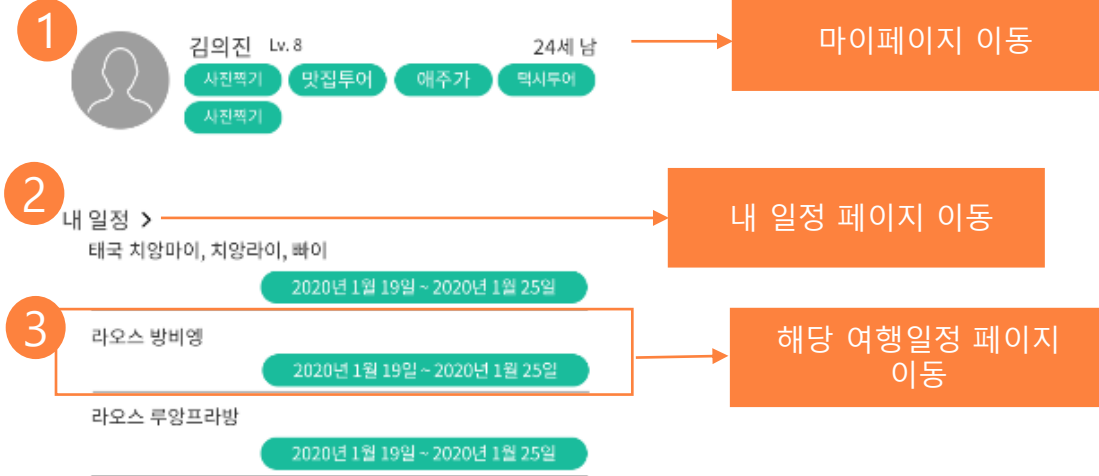 1
김의진 Lv. 8 24세 남
마이페이지 이동
사진찍기 맛집투어 애주가 택시투어
사진찍기
2
내 일정 >
내 일정 페이지 이동
태국 치앙마이, 치앙라이, 빠이
2020년 1월 19일 ~ 2020년 1월 25일
3
라오스 방비엥
해당 여행일정 페이지
이동
2020년 1월 19일 ~ 2020년 1월 25일
라오스 루앙프라방
2020년 1월 19일 ~ 2020년 1월 25일